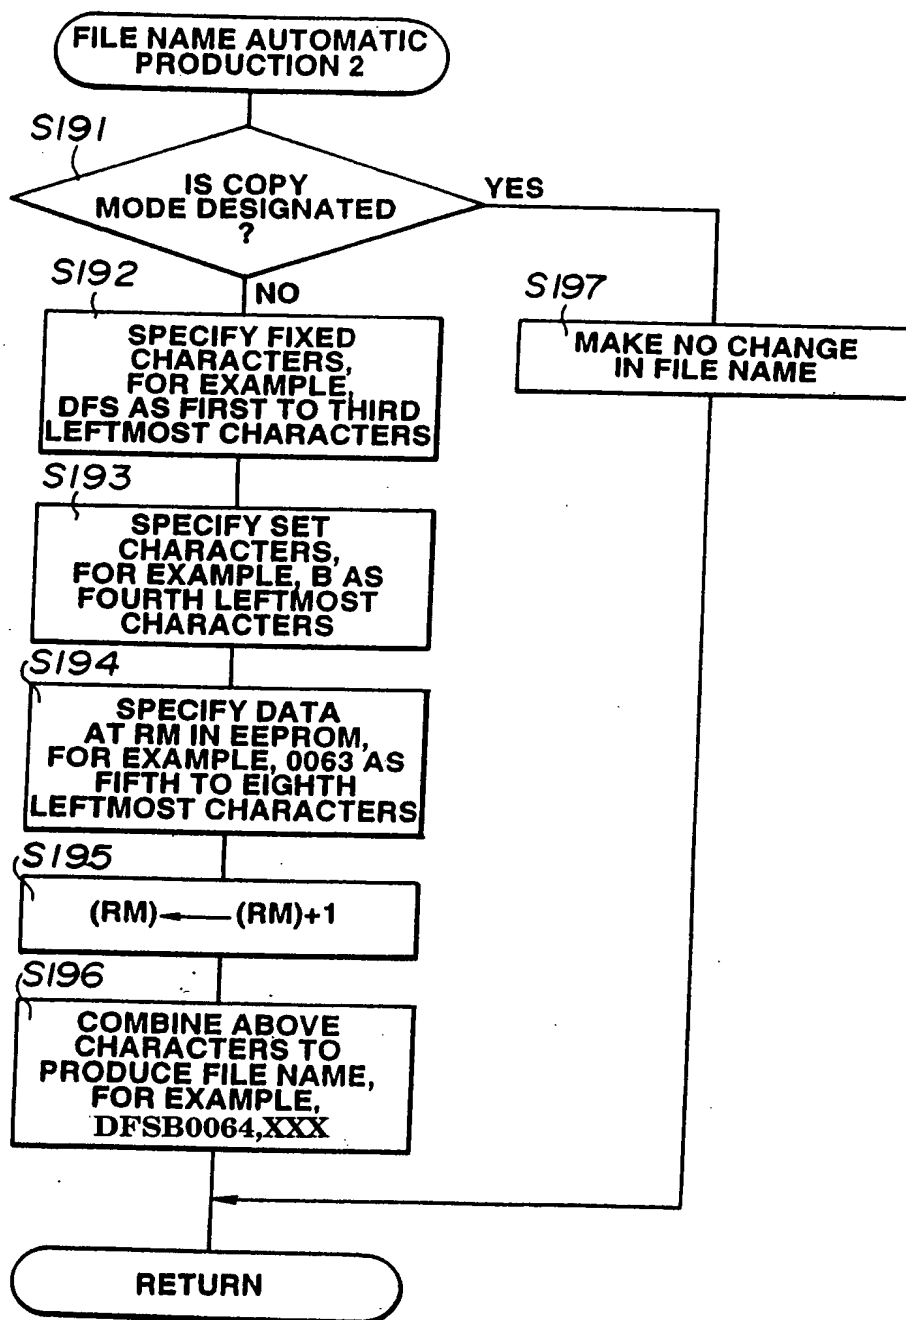 FILE NAME AUTOMATIC
PRODUCTION 2
S191
IS COPY
MODE DESIGNATED
?
YES
NO
S192
SPECIFY FIXED
CHARACTERS,
FOR EXAMPLE,
DFS AS FIRST TO THIRD
LEFTMOST CHARACTERS
S197
MAKE NO CHANGE
IN FILE NAME
S193
SPECIFY SET
CHARACTERS,
FOR EXAMPLE, B AS
FOURTH LEFTMOST
CHARACTERS
S194
SPECIFY DATA
AT RM IN EEPROM,
FOR EXAMPLE, 0063 AS
FIFTH TO EIGHTH
LEFTMOST CHARACTERS
S195
(RM)←(RM)+1
S196
COMBINE ABOVE
CHARACTERS TO
PRODUCE FILE NAME,
FOR EXAMPLE,
DFSB0064,XXX
RETURN